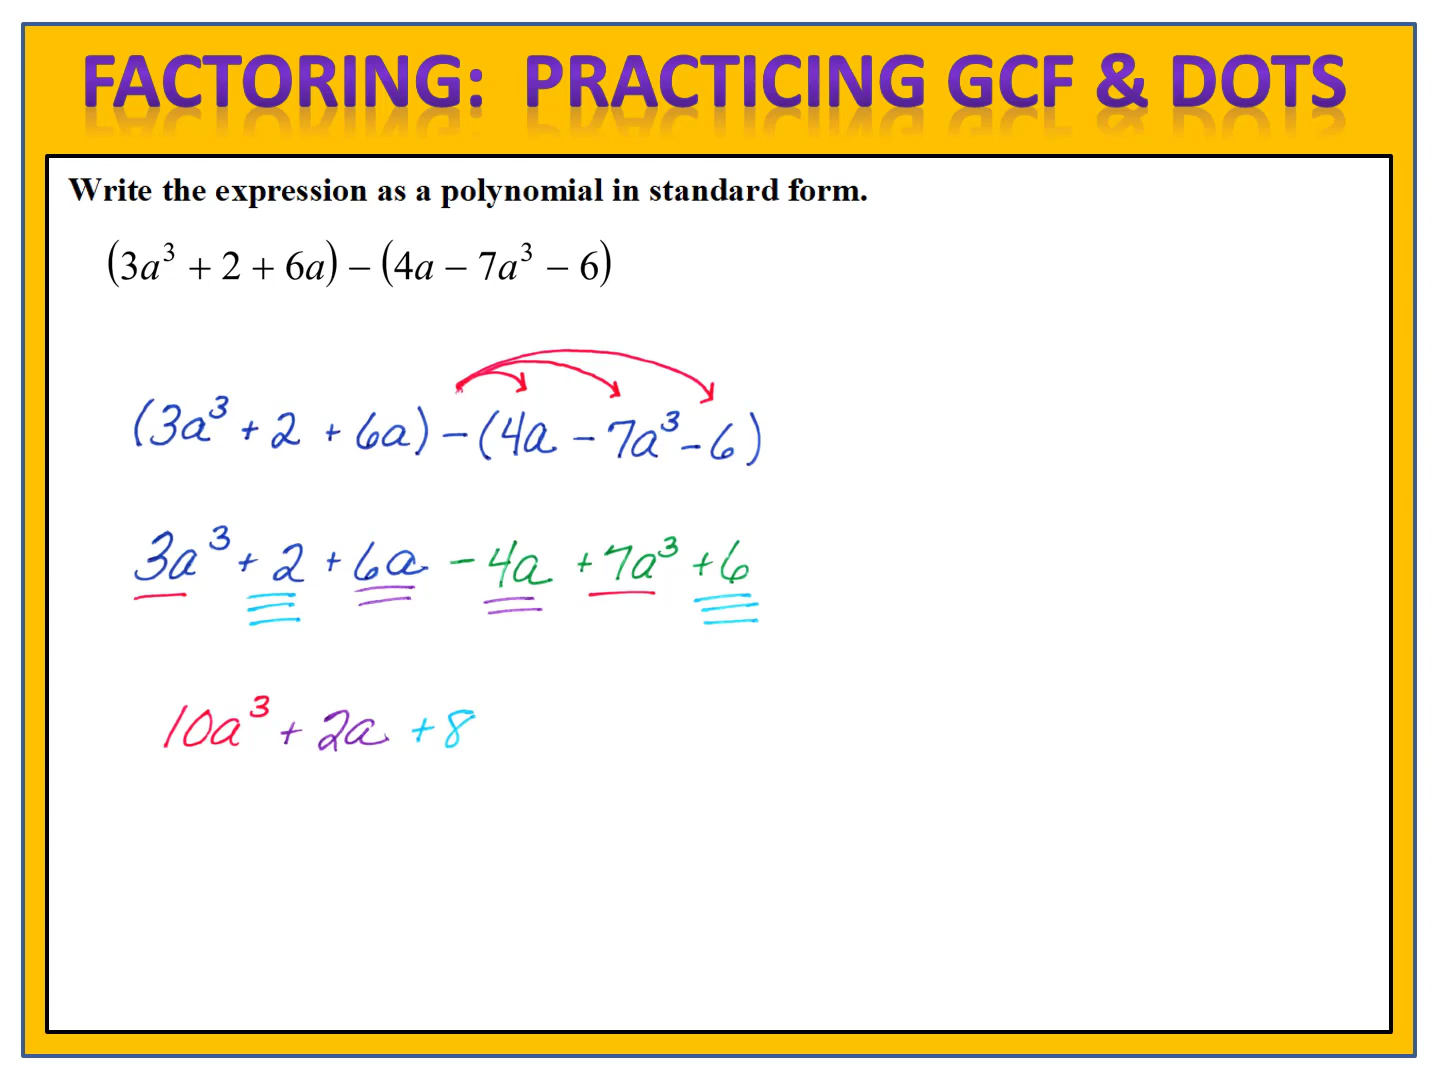 FACTORING: PRACTICING GCF & DOTS
Write the expression as a polynomial in standard form.
(3a³ + 2 + 6a) − (4a − 7a³ − 6)
(3a³ + 2 + 6a) − (4a − 7a³ − 6)
3a³ + 2 + 6a − 4a + 7a³ + 6
10a³ + 2a + 8